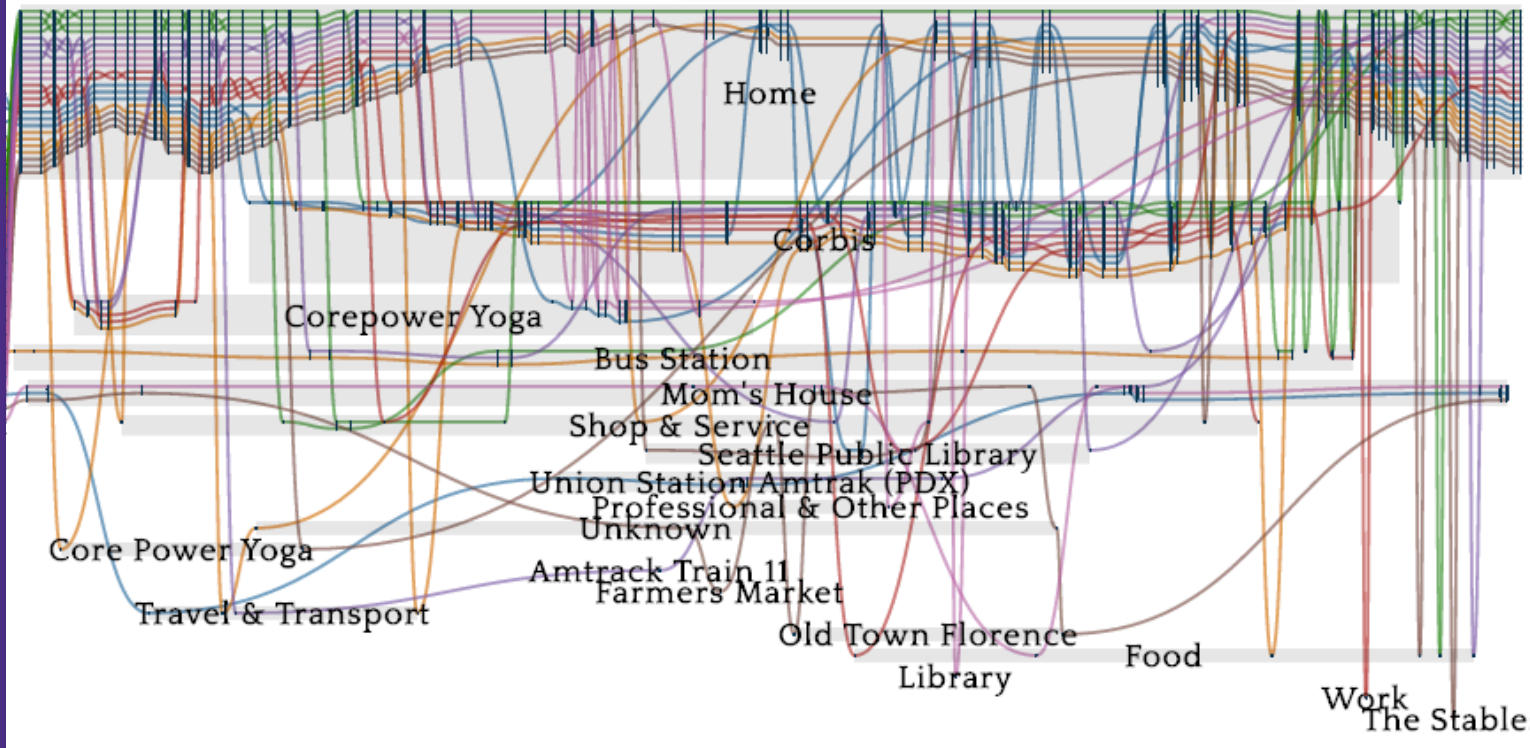 Home
Corbis
Corepower Yoga
Bus Station
Mom's House
Shop & Service
Seattle Public Library
Union Station Amtrak (PDX)
Professional & Other Places
Unknown
Core Power Yoga
Amtrack Train 11
Farmers Market
Travel & Transport
Old Town Florence
Food
Library
Work
The Stable